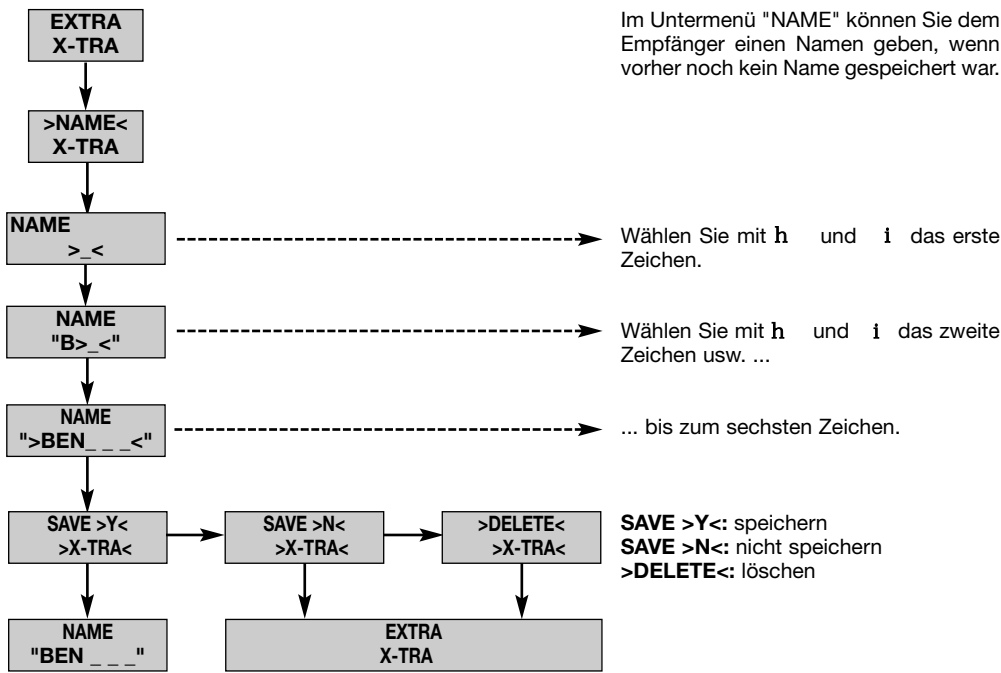 EXTRA
X-TRA
Im Untermenü "NAME" können Sie dem
Empfänger einen Namen geben, wenn
vorher noch kein Name gespeichert war.
>NAME<
X-TRA
NAME
>_<
Wählen Sie mit h und i das erste
Zeichen.
NAME
"B>_<"
Wählen Sie mit h und i das zweite
Zeichen usw. ...
NAME
">BEN_ _ _<"
... bis zum sechsten Zeichen.
SAVE >Y<
>X-TRA<
SAVE >N<
>X-TRA<
>DELETE<
>X-TRA<
SAVE >Y<: speichern
SAVE >N<: nicht speichern
>DELETE<: löschen
NAME
"BEN _ _ _"
EXTRA
X-TRA